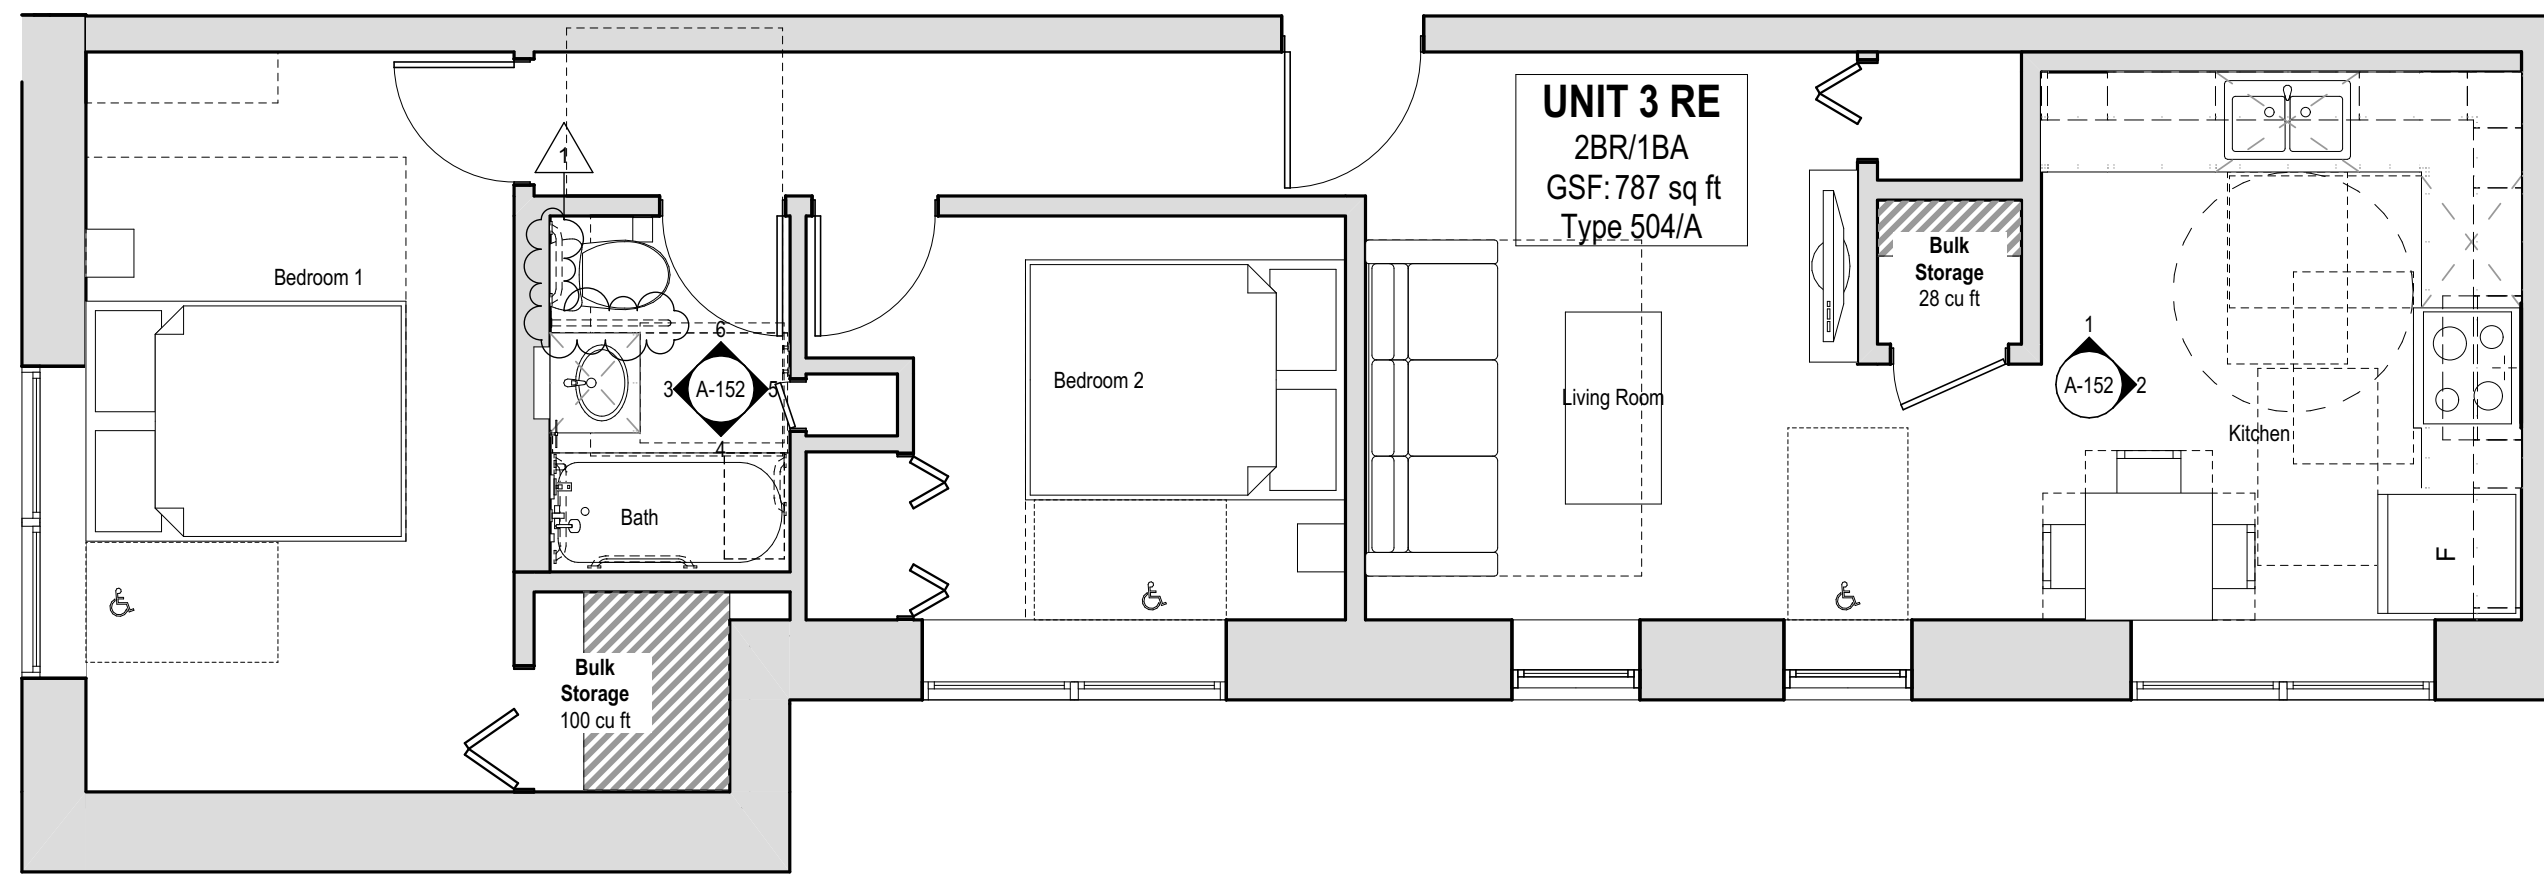 UNIT 3 RE
2BR/1BA
GSF: 787 sq ft
Type 504/A
1
Bedroom 1
6
3 A-152 5
4
Bath
Bulk
Storage
100 cu ft
Bedroom 2
Living Room
Bulk
Storage
28 cu ft
1
A-152 2
Kitchen
F